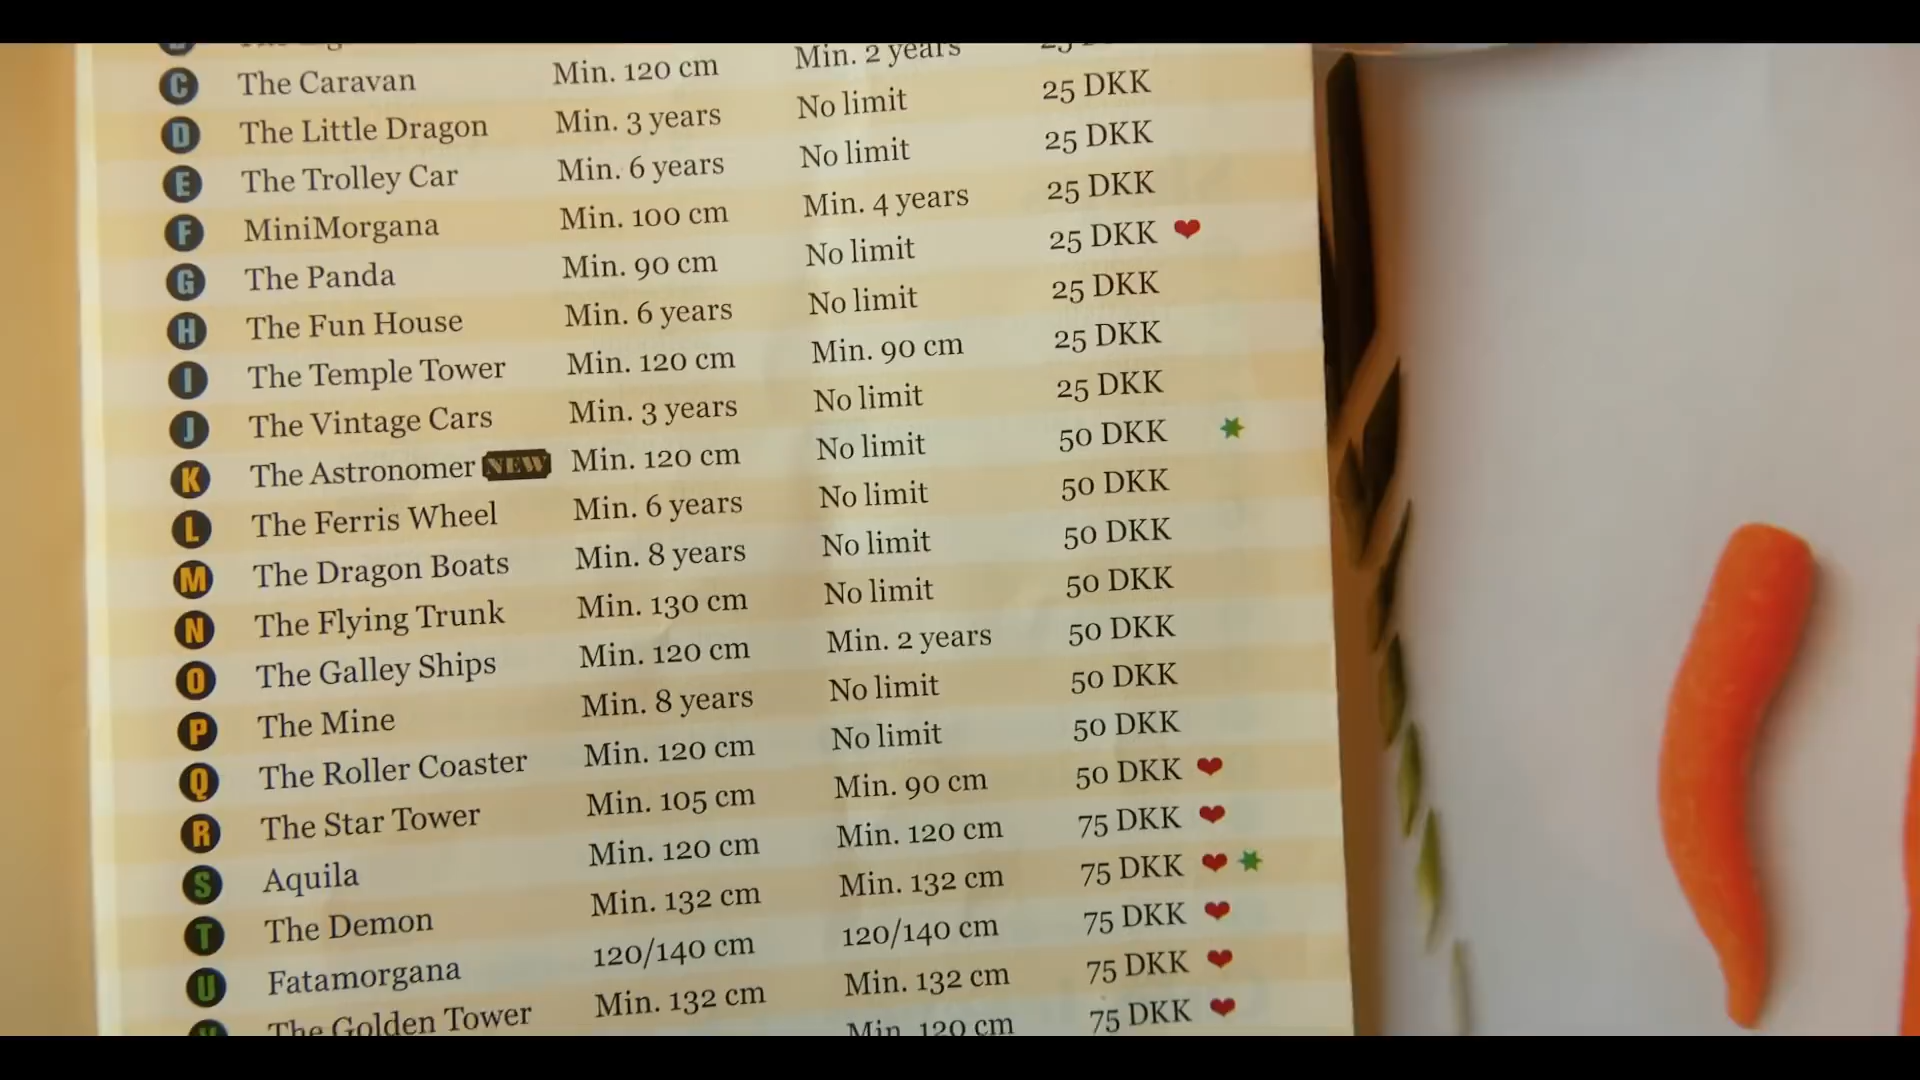 C The Caravan Min. 120 cm Min. 2 years
D The Little Dragon Min. 3 years No limit 25 DKK
E The Trolley Car Min. 6 years No limit 25 DKK
F MiniMorgana Min. 100 cm Min. 4 years 25 DKK
G The Panda Min. 90 cm No limit 25 DKK
H The Fun House Min. 6 years No limit 25 DKK
I The Temple Tower Min. 120 cm Min. 90 cm 25 DKK
J The Vintage Cars Min. 3 years No limit 25 DKK
K The Astronomer NEW Min. 120 cm No limit 50 DKK
L The Ferris Wheel Min. 6 years No limit 50 DKK
M The Dragon Boats Min. 8 years No limit 50 DKK
N The Flying Trunk Min. 130 cm No limit 50 DKK
O The Galley Ships Min. 120 cm Min. 2 years 50 DKK
P The Mine Min. 8 years No limit 50 DKK
Q The Roller Coaster Min. 120 cm No limit 50 DKK
R The Star Tower Min. 105 cm Min. 90 cm 50 DKK
S Aquila Min. 120 cm Min. 120 cm 75 DKK
T The Demon Min. 132 cm Min. 132 cm 75 DKK
U Fatamorgana 120/140 cm 120/140 cm 75 DKK
The Golden Tower Min. 132 cm Min. 132 cm 75 DKK
Min. 120 cm 75 DKK